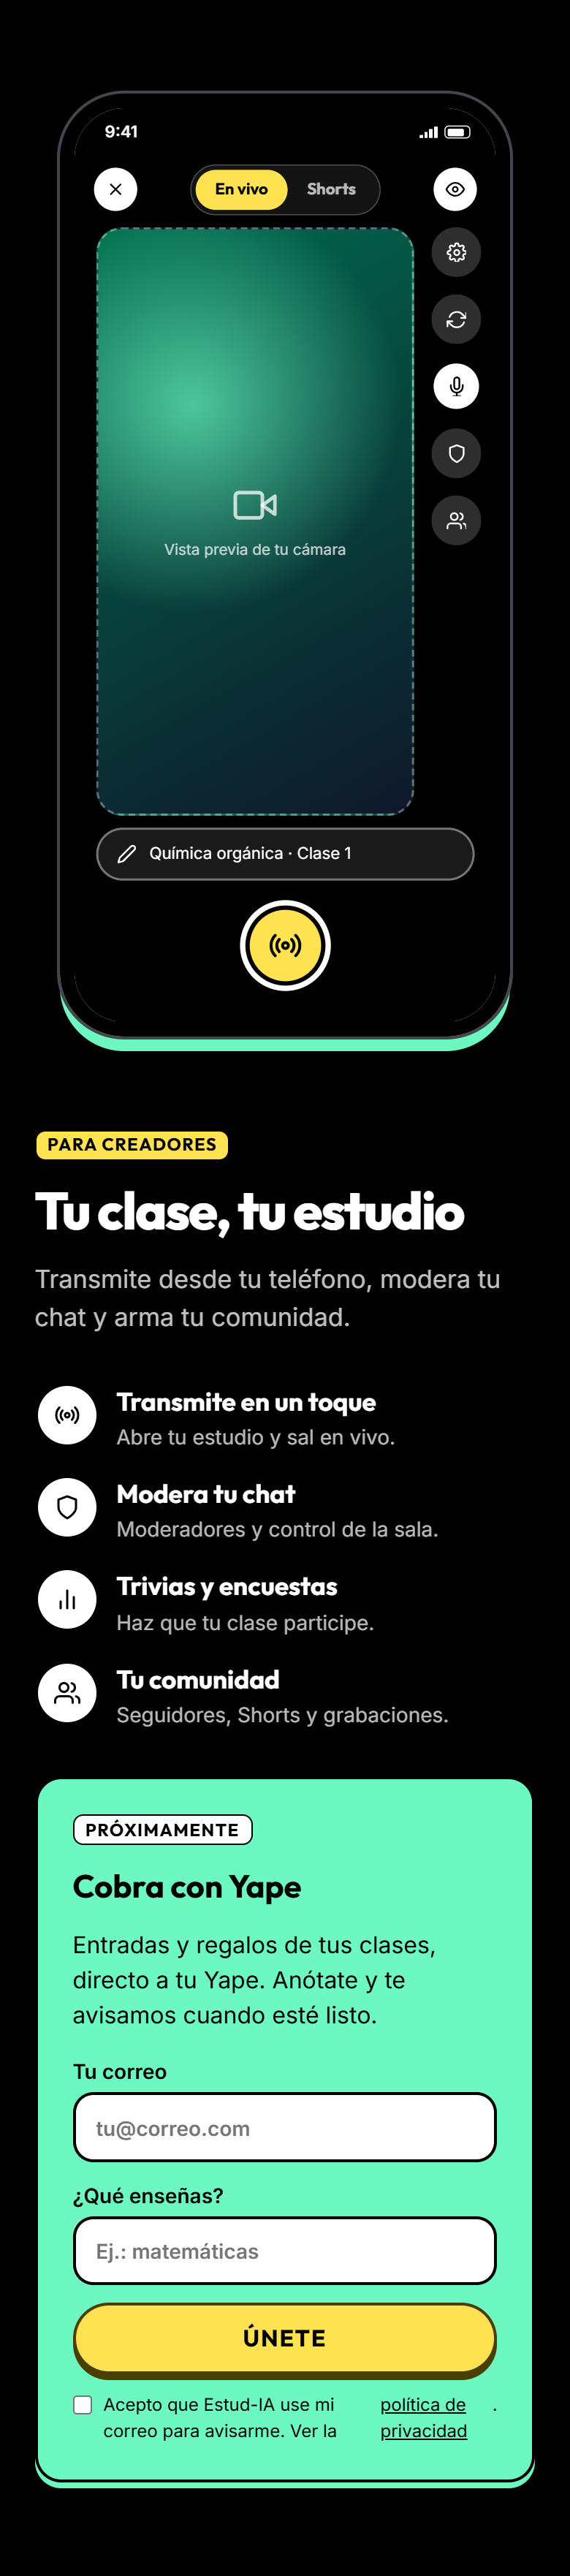 9:41
En vivo
Shorts
Vista previa de tu cámara
Química orgánica · Clase 1
PARA CREADORES
Tu clase, tu estudio
Transmite desde tu teléfono, modera tu
chat y arma tu comunidad.
Transmite en un toque
Abre tu estudio y sal en vivo.
Modera tu chat
Moderadores y control de la sala.
Trivias y encuestas
Haz que tu clase participe.
Tu comunidad
Seguidores, Shorts y grabaciones.
PRÓXIMAMENTE
Cobra con Yape
Entradas y regalos de tus clases,
directo a tu Yape. Anótate y te
avisamos cuando esté listo.
Tu correo
tu@correo.com
¿Qué enseñas?
Ej.: matemáticas
ÚNETE
Acepto que Estud-IA use mi
correo para avisarme. Ver la
política de
privacidad
.